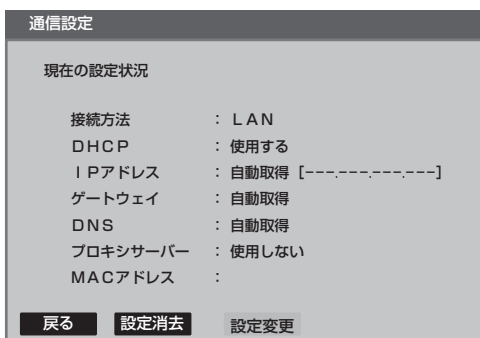 通信設定
現在の設定状況
接続方法 : LAN
DHCP : 使用する
IPアドレス : 自動取得 [---.---.---.---]
ゲートウェイ : 自動取得
DNS : 自動取得
プロキシサーバー : 使用しない
MACアドレス :
戻る 設定消去 設定変更